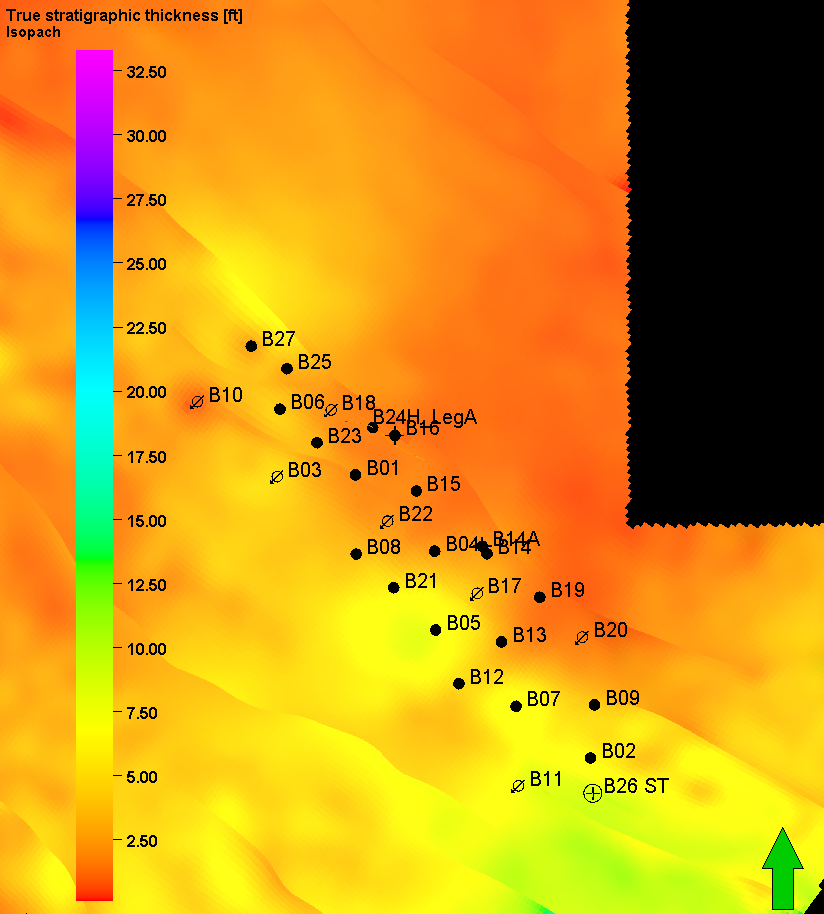 True stratigraphic thickness [ft]
Isopach
32.50
30.00
27.50
25.00
22.50
20.00
17.50
15.00
12.50
10.00
7.50
5.00
2.50
B27
B25
B10
B06
B18
B24H_LegA
B16
B23
B03
B01
B15
B22
B14A
B04
B14
B08
B21
B17
B19
B05
B13
B20
B12
B07
B09
B02
B11
B26 ST